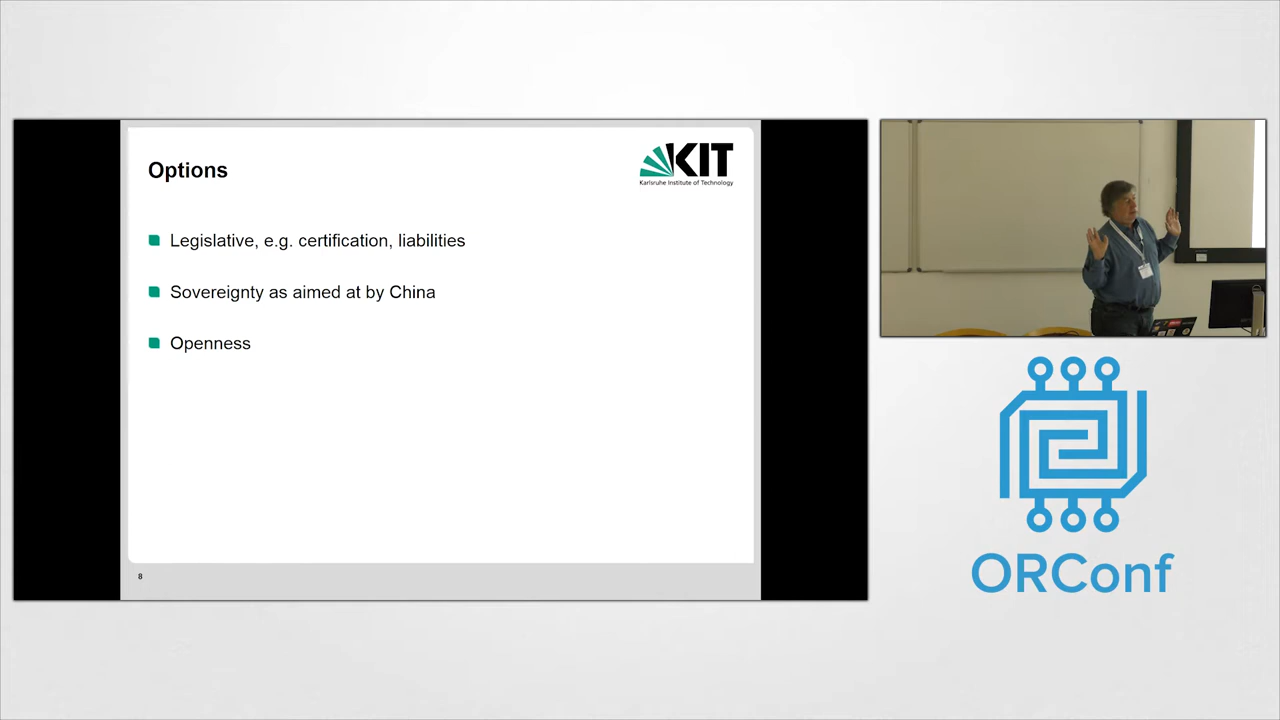 Options
KIT
Karlsruhe Institute of Technology
Legislative, e.g. certification, liabilities
Sovereignty as aimed at by China
Openness
8
ORConf